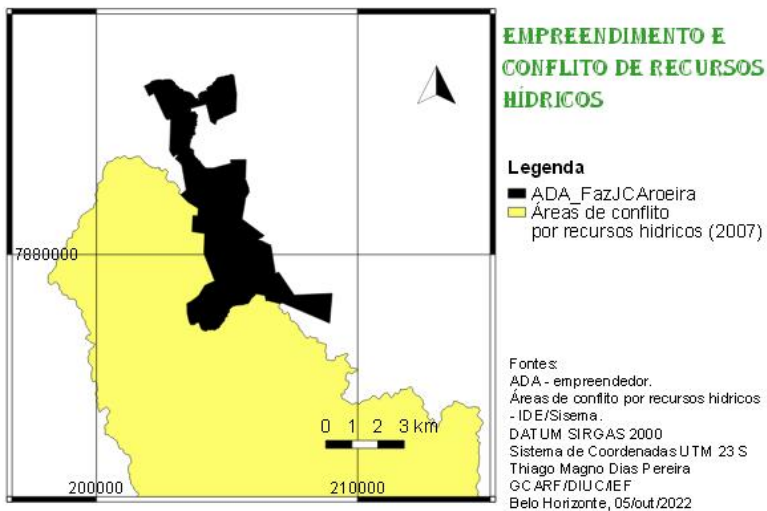 EMPREENDIMENTO E
CONFLITO DE RECURSOS
HÍDRICOS
Legenda
ADA_FazJCAroeira
Áreas de conflito
por recursos hidricos (2007)
7880000
0 1 2 3 km
200000
210000
Fontes:
ADA - empreendedor.
Áreas de conflito por recursos hidricos
- IDE/Sisema.
DATUM SIRGAS 2000
Sistema de Coordenadas UTM 23 S
Thiago Magno Dias Pereira
GCARF/DIUC/IEF
Belo Horizonte, 05/out/2022